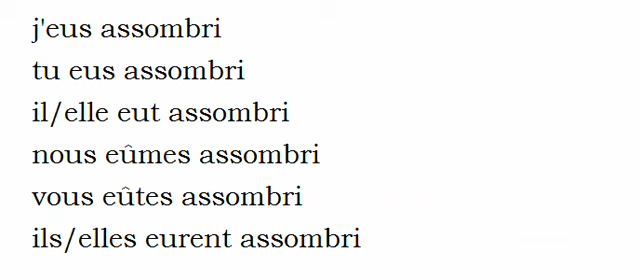 j'eus assombri
tu eus assombri
il/elle eut assombri
nous eûmes assombri
vous eûtes assombri
ils/elles eurent assombri